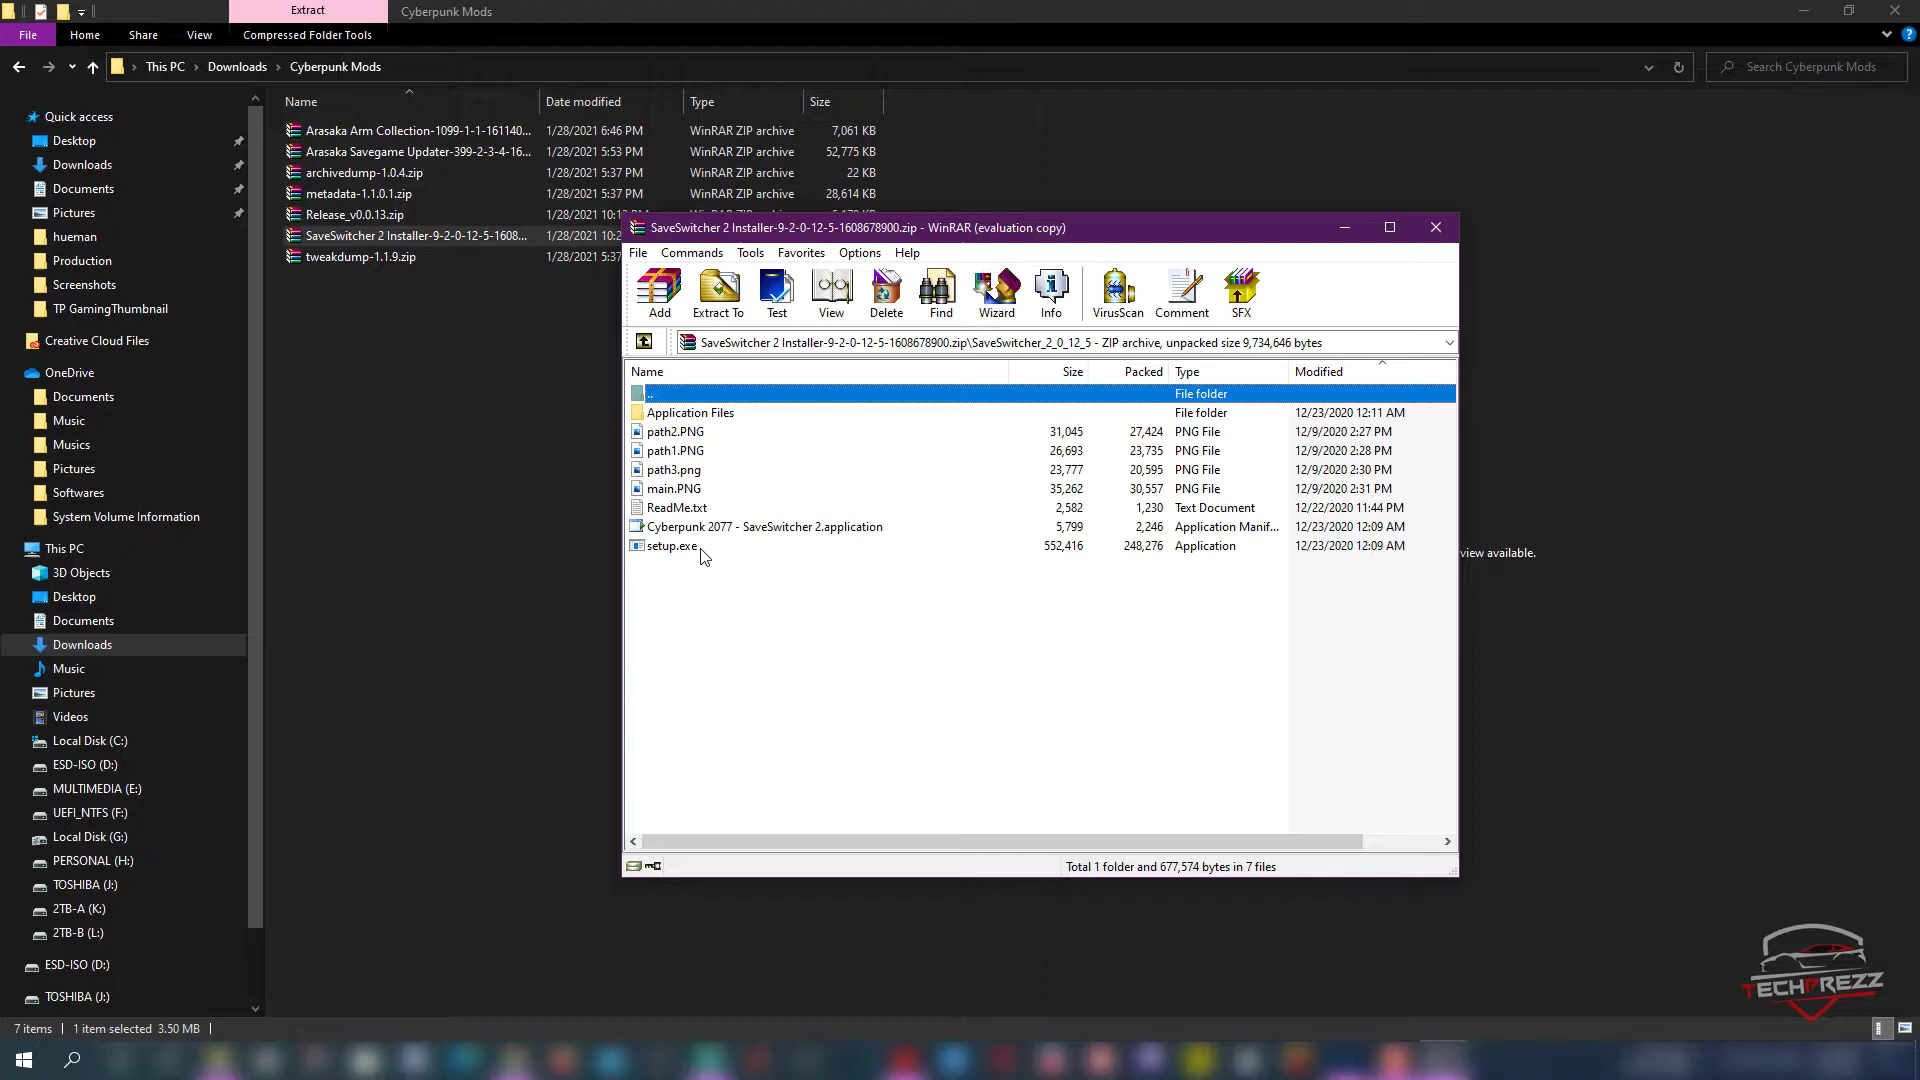 Extract
Cyberpunk Mods
File Home Share View Compressed Folder Tools
This PC Downloads Cyberpunk Mods
Search Cyberpunk Mods
Quick access
Desktop
Downloads
Documents
Pictures
hueman
Production
Screenshots
TP GamingThumbnail
Creative Cloud Files
OneDrive
Documents
Music
Musics
Pictures
Softwares
System Volume Information
This PC
3D Objects
Desktop
Documents
Downloads
Music
Pictures
Videos
Local Disk (C:)
ESD-ISO (D:)
MULTIMEDIA (E:)
UEFI_NTFS (F:)
Local Disk (G:)
PERSONAL (H:)
TOSHIBA (J:)
2TB-A (K:)
2TB-B (L:)
ESD-ISO (D:)
TOSHIBA (J:)
Name Date modified Type Size
Arasaka Arm Collection-1099-1-1-161140... 1/28/2021 6:46 PM WinRAR ZIP archive 7,061 KB
Arasaka Savegame Updater-399-2-3-4-16... 1/28/2021 5:53 PM WinRAR ZIP archive 52,775 KB
archivedump-1.0.4.zip 1/28/2021 5:37 PM WinRAR ZIP archive 22 KB
metadata-1.1.0.1.zip 1/28/2021 5:37 PM WinRAR ZIP archive 28,614 KB
Release_v0.0.13.zip 1/28/2021
SaveSwitcher 2 Installer-9-2-0-12-5-1608... 1/28/2021
tweakdump-1.1.9.zip 1/28/2021
SaveSwitcher 2 Installer-9-2-0-12-5-1608678900.zip - WinRAR (evaluation copy)
File Commands Tools Favorites Options Help
Add Extract To Test View Delete Find Wizard Info VirusScan Comment SFX
SaveSwitcher 2 Installer-9-2-0-12-5-1608678900.zip\SaveSwitcher_2_0_12_5 - ZIP archive, unpacked size 9,734,646 bytes
Name Size Packed Type Modified
.. File folder
Application Files File folder 12/23/2020 12:11 AM
path2.PNG 31,045 27,424 PNG File 12/9/2020 2:27 PM
path1.PNG 26,693 23,735 PNG File 12/9/2020 2:28 PM
path3.png 23,777 20,595 PNG File 12/9/2020 2:30 PM
main.PNG 35,262 30,557 PNG File 12/9/2020 2:31 PM
ReadMe.txt 2,582 1,230 Text Document 12/22/2020 11:44 PM
Cyberpunk 2077 - SaveSwitcher 2.application 5,799 2,246 Application Manif... 12/23/2020 12:09 AM
setup.exe 552,416 248,276 Application 12/23/2020 12:09 AM
view available.
Total 1 folder and 677,574 bytes in 7 files
TECHPREZZ
7 items 1 item selected 3.50 MB